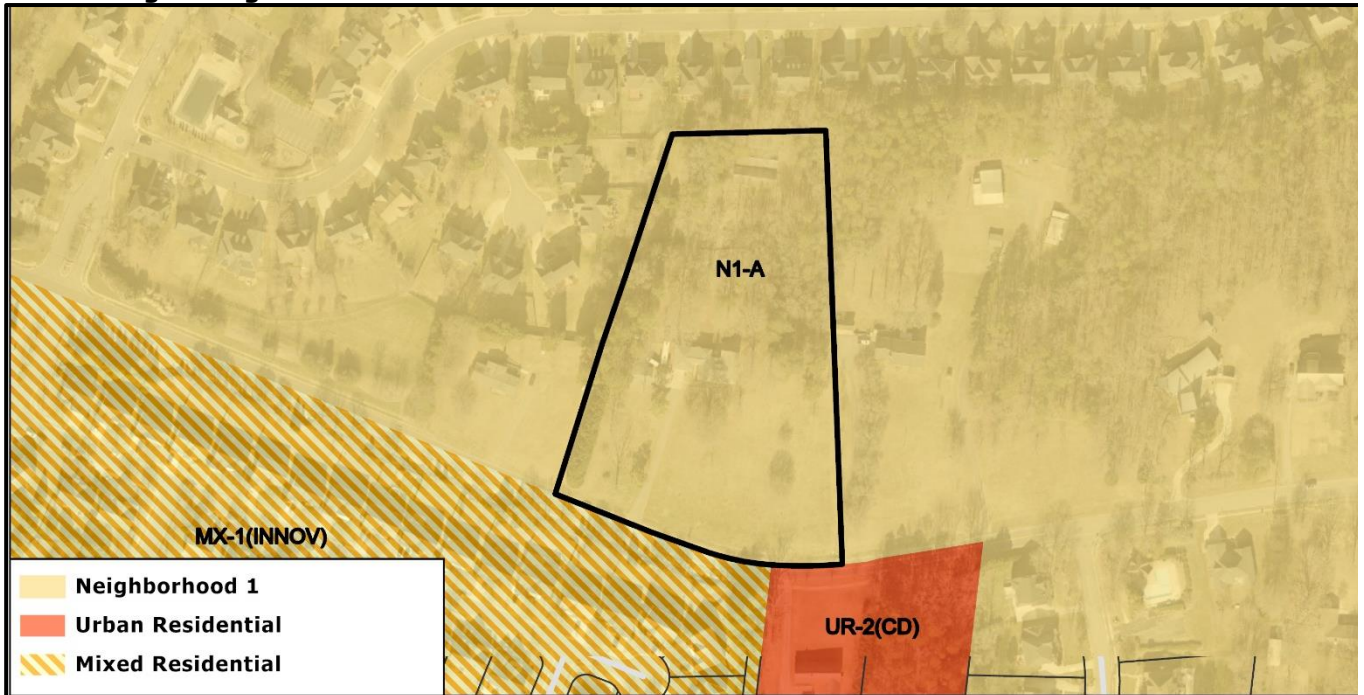 N1-A
MX-1(INNOV)
UR-2(CD)
Neighborhood 1
Urban Residential
Mixed Residential